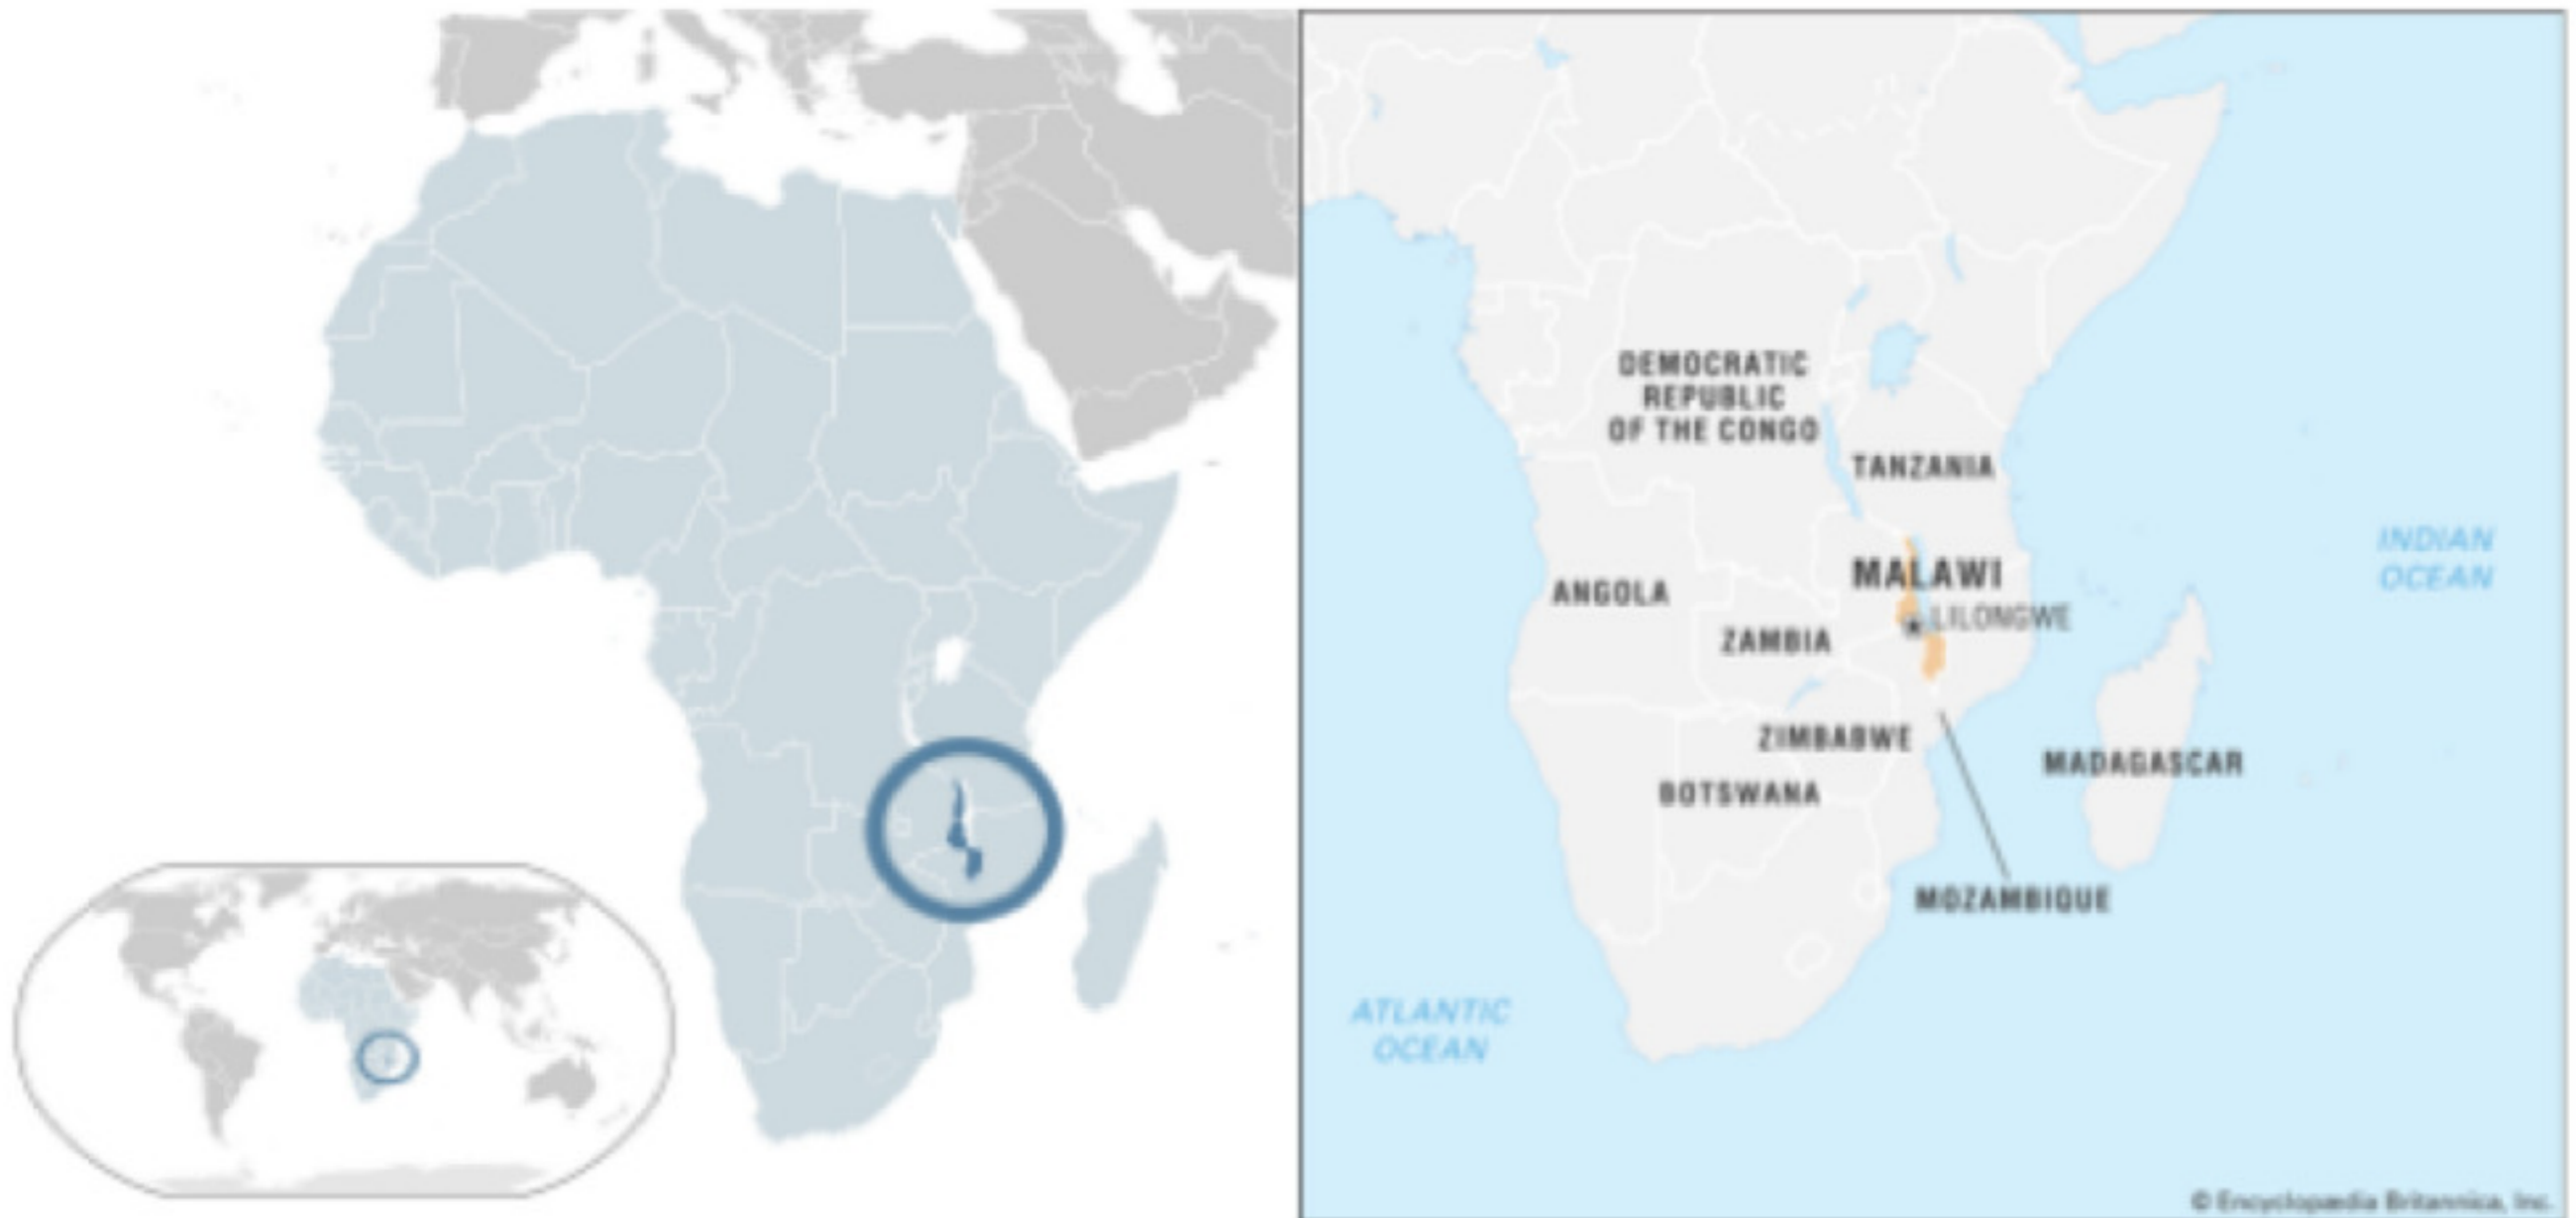 DEMOCRATIC
REPUBLIC
OF THE CONGO
TANZANIA
INDIAN
OCEAN
MALAWI
ANGOLA
LILONGWE
ZAMBIA
ZIMBABWE
MADAGASCAR
BOTSWANA
MOZAMBIQUE
ATLANTIC
OCEAN
© Encyclopædia Britannica, Inc.